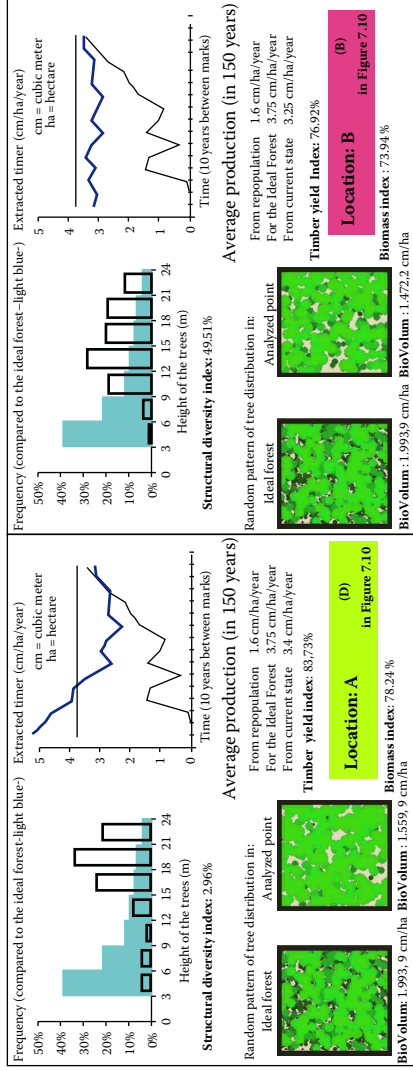 Frequency (compared to the ideal forest-light blue-)
50%
40%
30%
20%
10%
0%
0 3 6 9 12 15 18 21 24
Height of the trees (m)
Structural diversity index: 2.96%
Extracted timer (cm/ha/year)
cm = cubic meter
ha = hectare
5
4
3
2
1
0
Time (10 years between marks)
Average production (in 150 years)
From repopulation 1.6 cm/ha/year
For the Ideal Forest 3.75 cm/ha/year
From current state 3.4 cm/ha/year
Timber yield index: 83,73%
Random pattern of tree distribution in:
Ideal forest
Analyzed point
Location: A
(D)
in Figure 7.10
Biomass index: 78.24 %
BioVolum: 1.993, 9 cm/ha
BioVolum: 1.559, 9 cm/ha
Frequency (compared to the ideal forest–light blue-)
50%
40%
30%
20%
10%
0%
0 3 6 9 12 15 18 21 24
Height of the trees (m)
Structural diversity index: 49.51%
Extracted timer (cm/ha/year)
cm = cubic meter
ha = hectare
5
4
3
2
1
0
Time (10 years between marks)
Average production (in 150 years)
From repopulation 1.6 cm/ha/year
For the Ideal Forest 3.75 cm/ha/year
From current state 3.25 cm/ha/year
Timber yield Index: 76.92%
Random pattern of tree distribution in:
Ideal forest
Analyzed point
Location: B
(B)
in Figure 7.10
Biomass index : 73.94 %
BioVolum : 1.993,9 cm/ha
BioVolum : 1.472,2 cm/ha